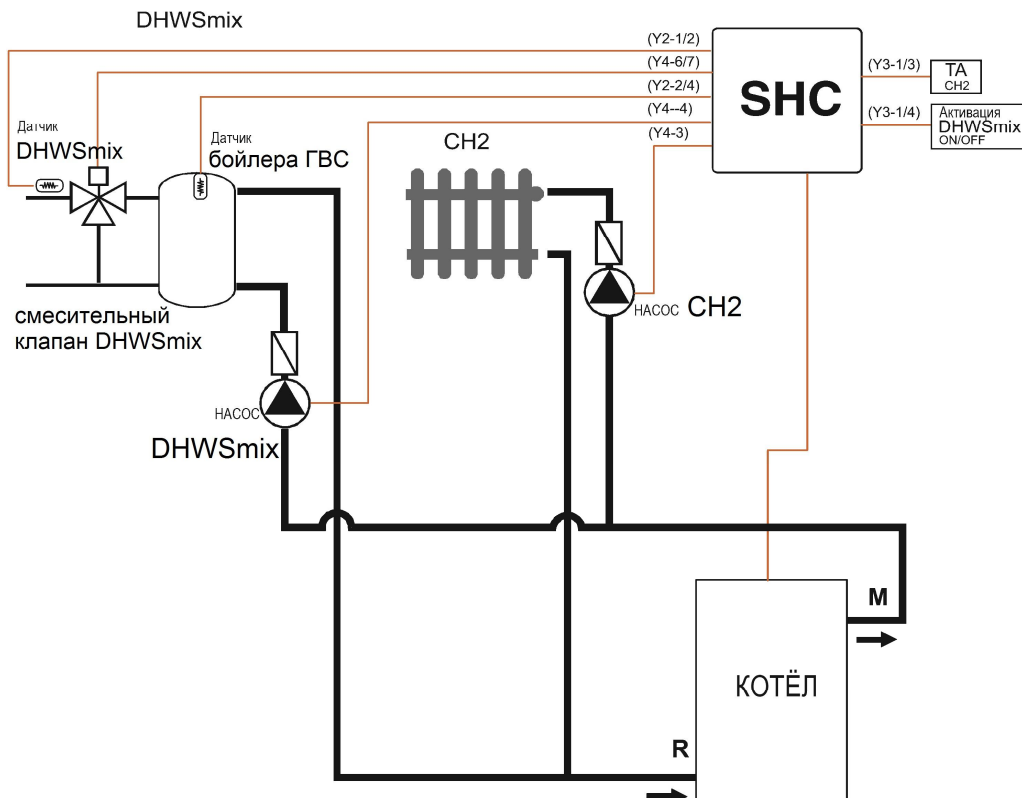 DHWSmix
(Y2-1/2)
(Y4-6/7)
(Y2-2/4)
(Y4--4)
(Y4-3)
SHC
(Y3-1/3)
TA
CH2
(Y3-1/4)
Активация
DHWSmix
ON/OFF
Датчик
DHWSmix
Датчик
бойлера ГВС
CH2
смесительный
клапан DHWSmix
НАСОС CH2
НАСОС
DHWSmix
M
КОТЁЛ
R